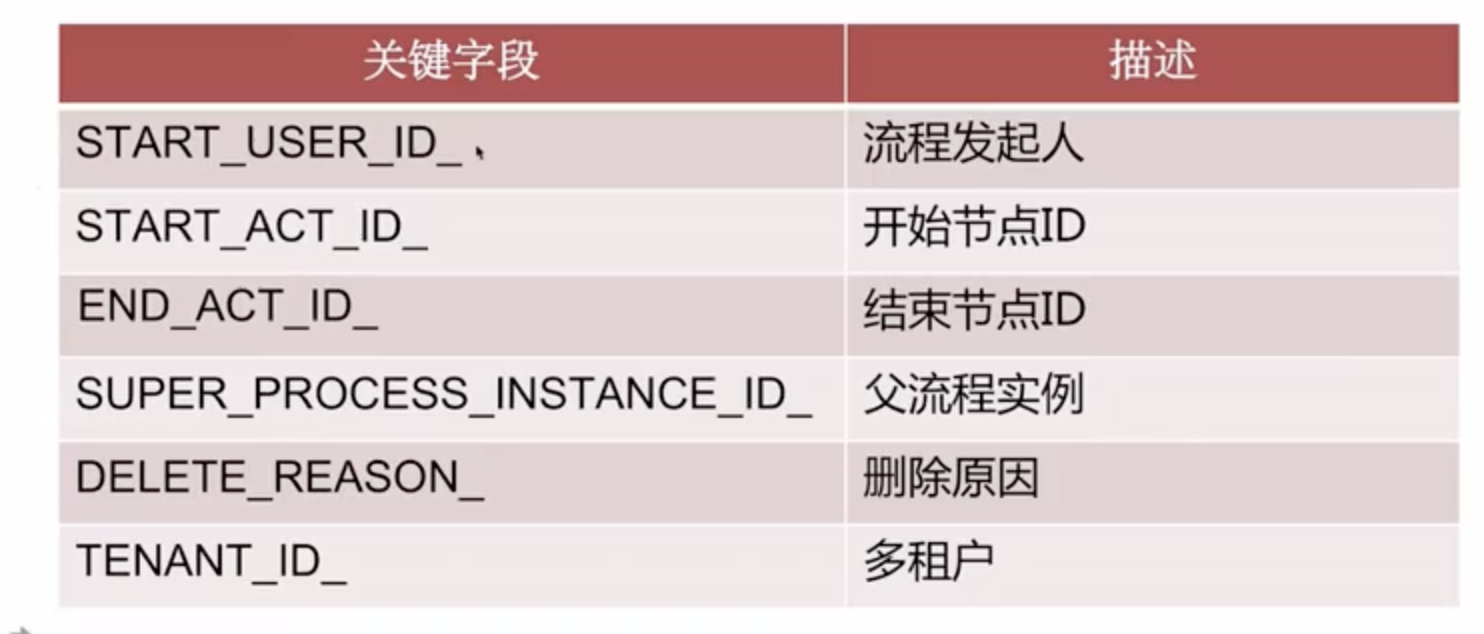 关键字段 描述
START_USER_ID_ 流程发起人
START_ACT_ID_ 开始节点ID
END_ACT_ID_ 结束节点ID
SUPER_PROCESS_INSTANCE_ID_ 父流程实例
DELETE_REASON_ 删除原因
TENANT_ID_ 多租户